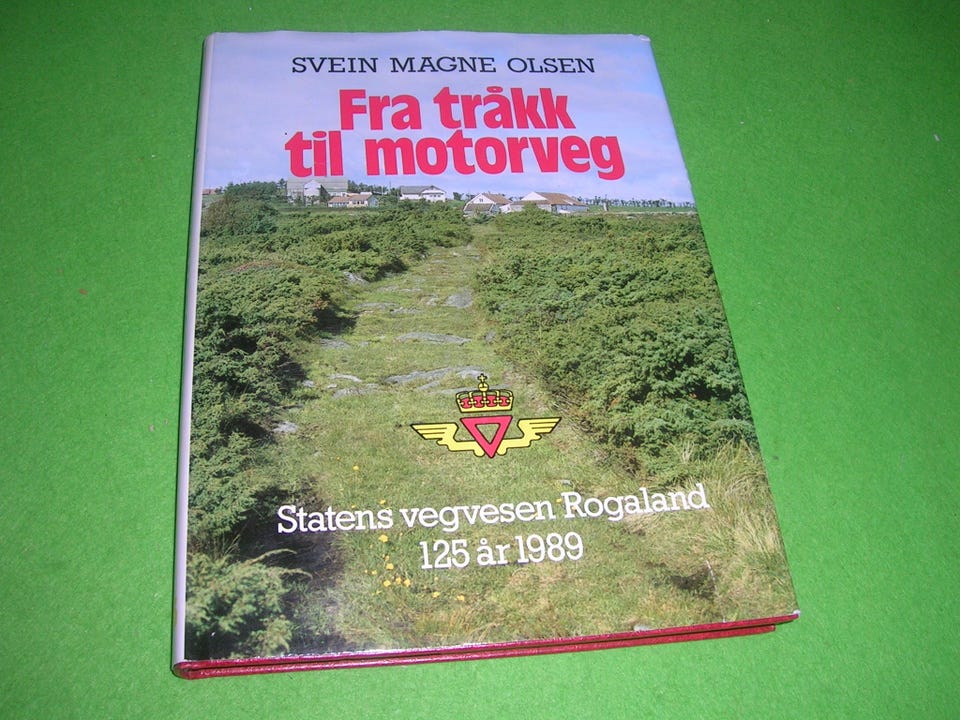 SVEIN MAGNE OLSEN
Fra tråkk
til motorveg
Statens vegvesen Rogaland
125 år 1989